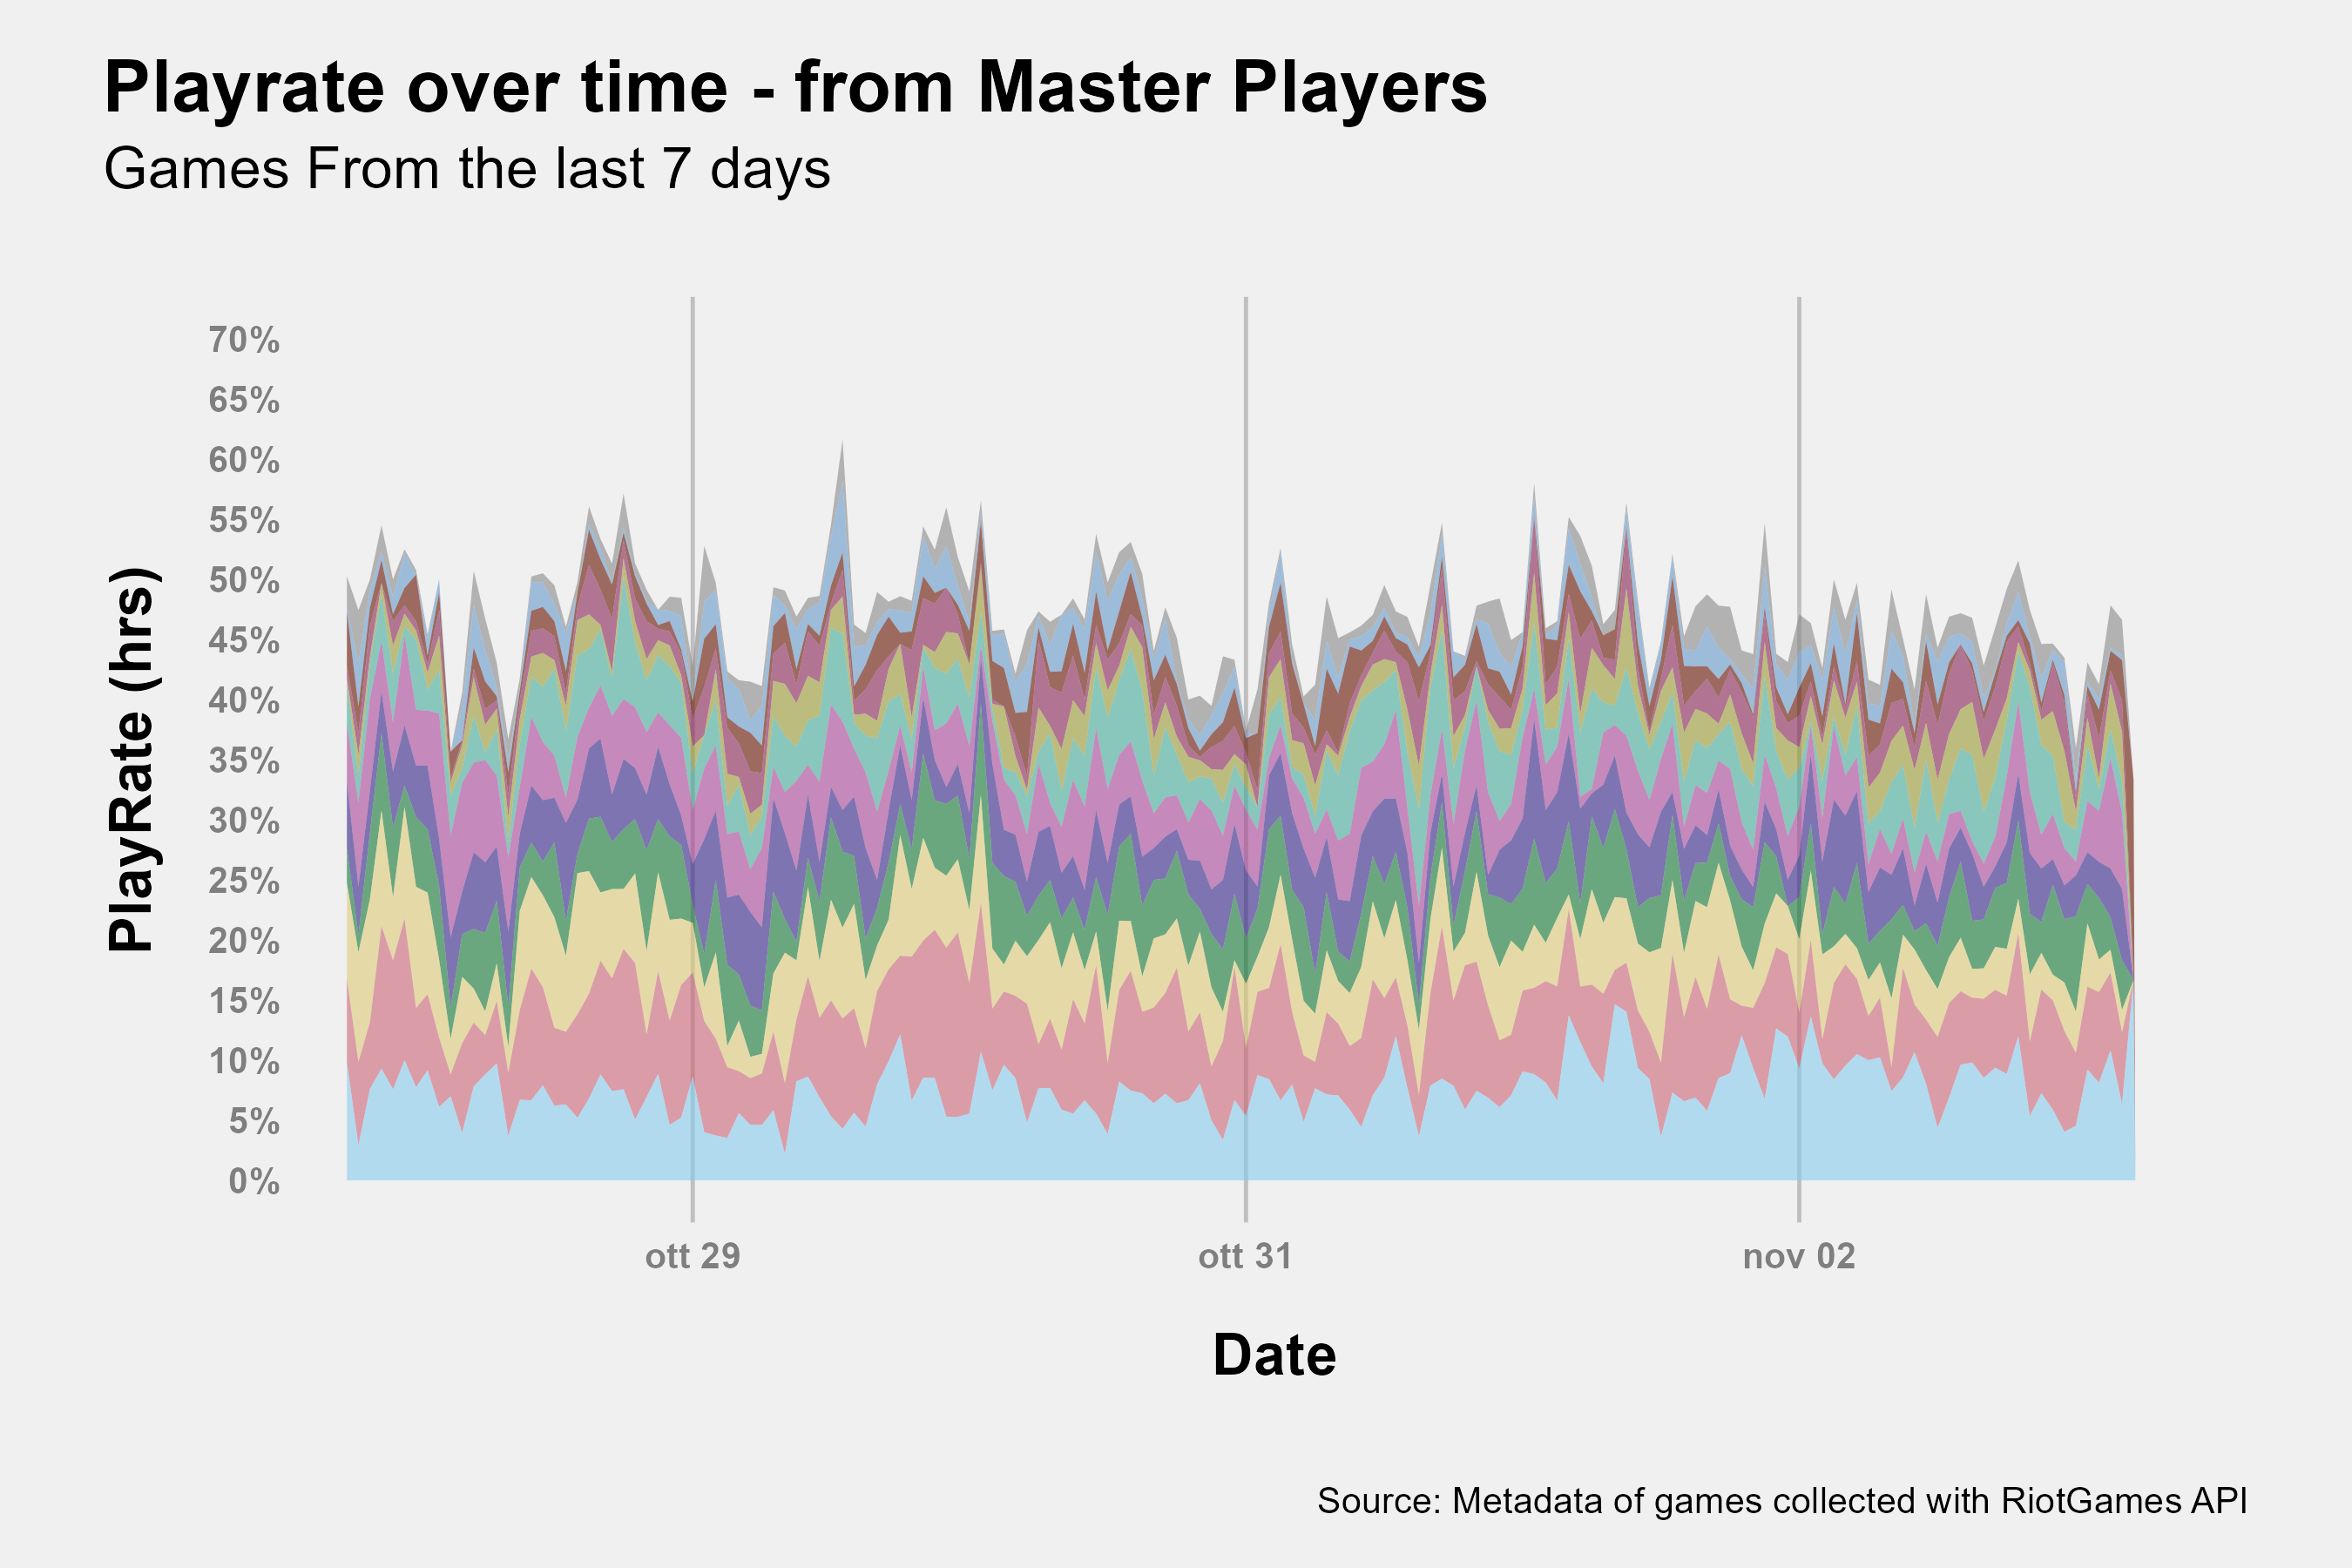 Playrate over time - from Master Players
Games From the last 7 days
70%
65%
60%
55%
50%
45%
40%
35%
30%
25%
20%
15%
10%
5%
0%
PlayRate (hrs)
ott 29
ott 31
nov 02
Date
Source: Metadata of games collected with RiotGames API